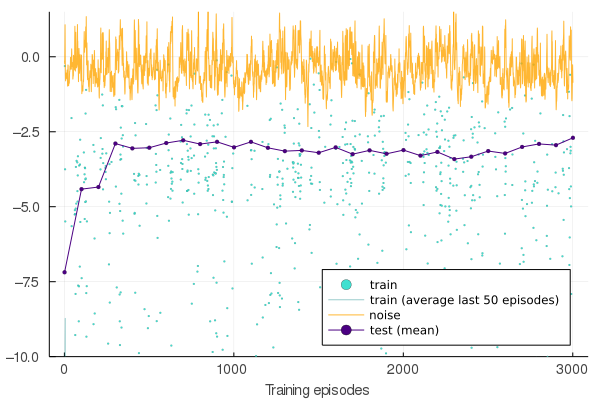 0.0
−2.5
−5.0
−7.5
−10.0
0
1000
2000
3000
Training episodes
train
train (average last 50 episodes)
noise
test (mean)